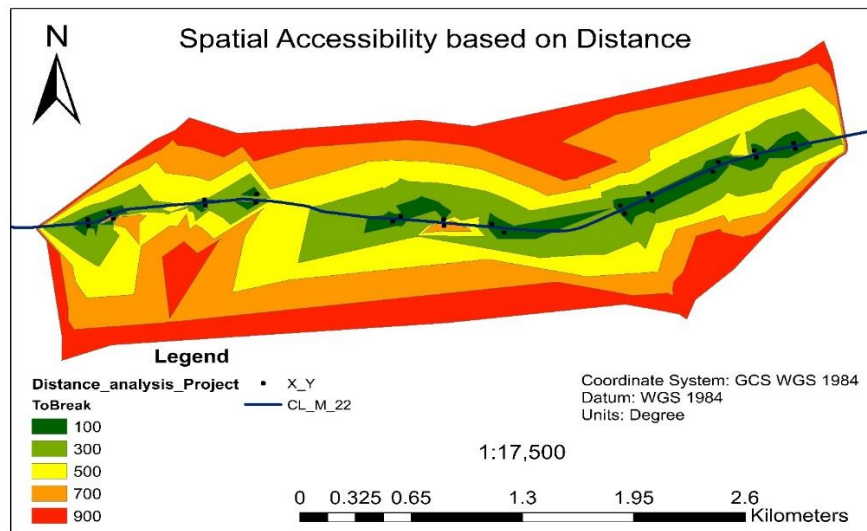 N
Spatial Accessibility based on Distance
Legend
Distance_analysis_Project
ToBreak
100
300
500
700
900
X_Y
CL_M_22
Coordinate System: GCS WGS 1984
Datum: WGS 1984
Units: Degree
1:17,500
0 0.325 0.65 1.3 1.95 2.6
Kilometers